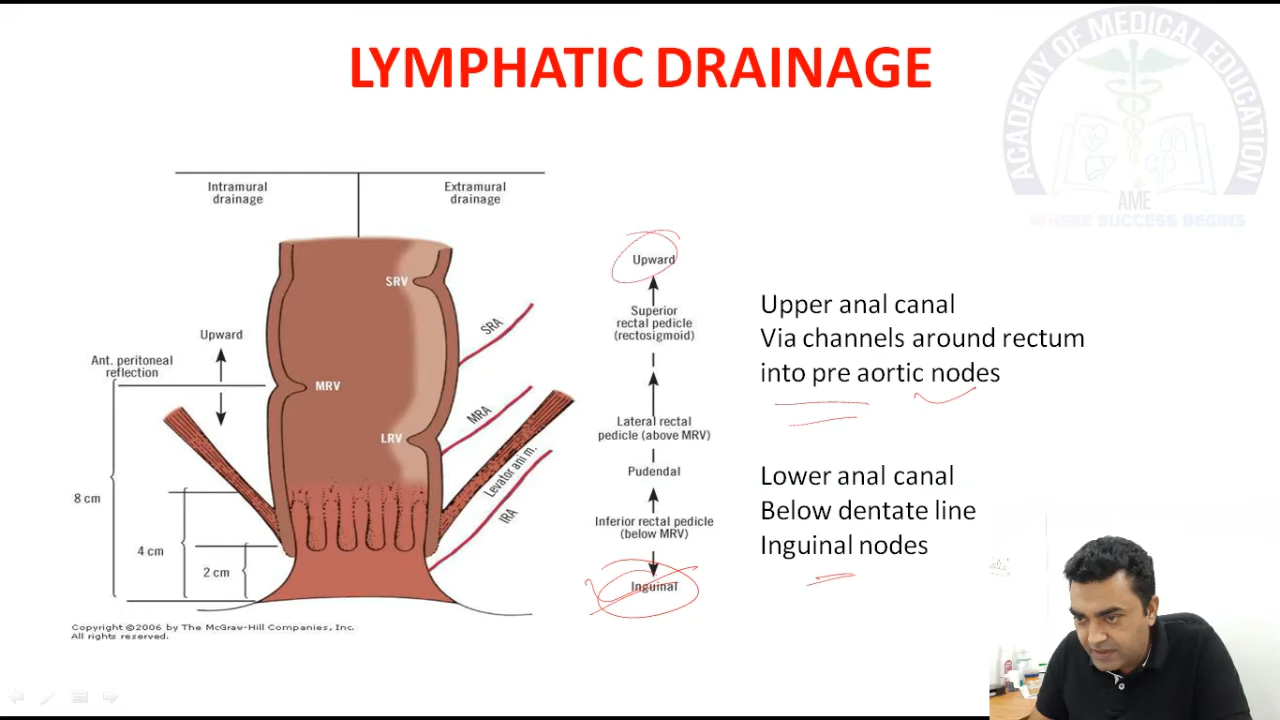 LYMPHATIC DRAINAGE
ACADEMY OF MEDICAL EDUCATION
AME
WHERE SUCCESS BEGINS
Intramural
drainage
Extramural
drainage
SRV
SRA
Upward
Ant. peritoneal
reflection
MRV
MRA
LRV
Levator ani m.
IRA
8 cm
4 cm
2 cm
Upward
Superior
rectal pedicle
(rectosigmoid)
Lateral rectal
pedicle (above MRV)
Pudendal
Inferior rectal pedicle
(below MRV)
Inguinal
Upper anal canal
Via channels around rectum
into pre aortic nodes
Lower anal canal
Below dentate line
Inguinal nodes
Copyright ©2006 by The McGraw-Hill Companies, Inc.
All rights reserved.